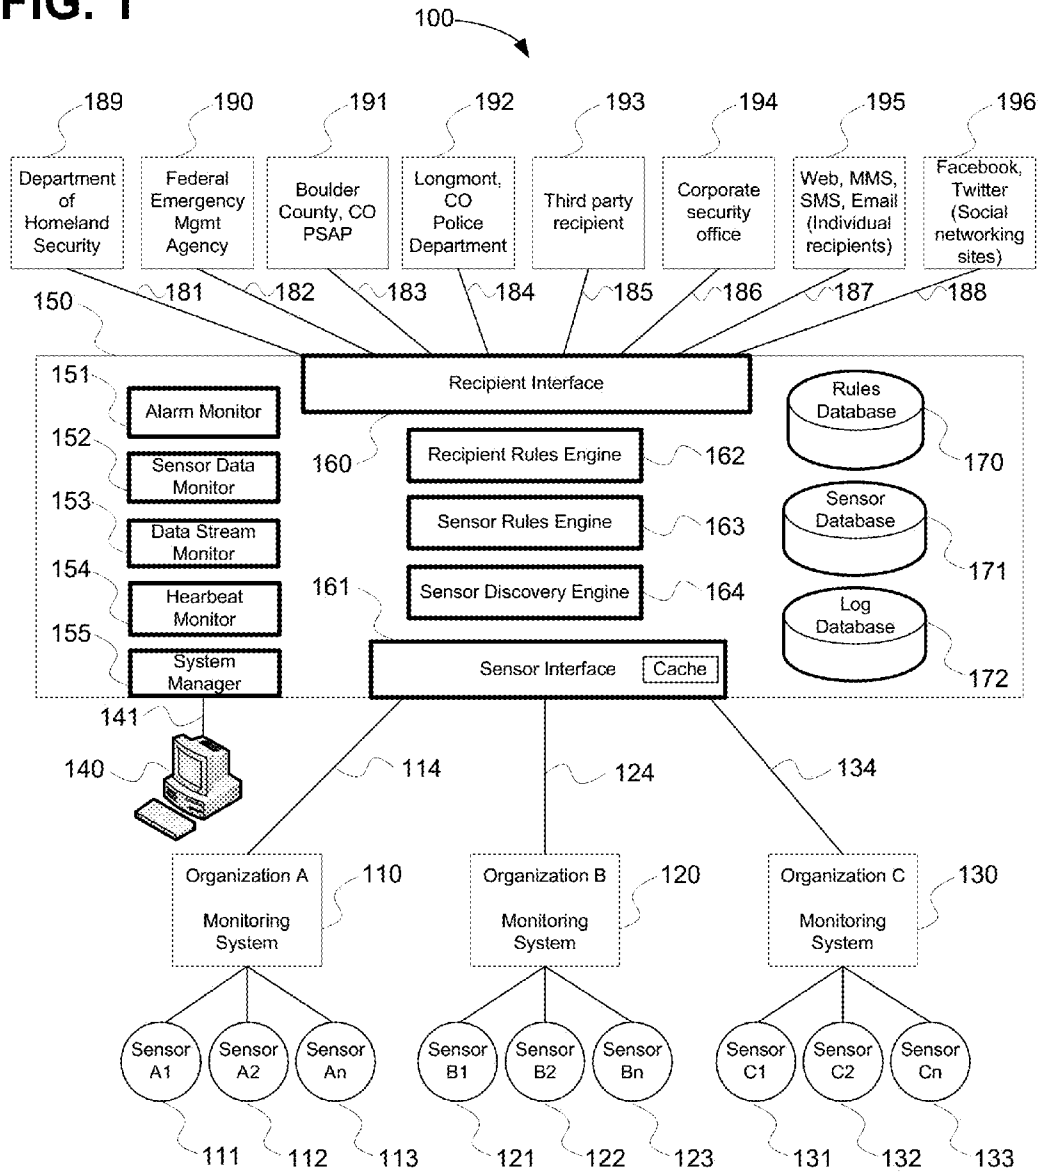 FIG. 1
100
189
190
191
192
193
194
195
196
Department
of
Homeland
Security
Federal
Emergency
Mgmt
Agency
Boulder
County, CO
PSAP
Longmont,
CO
Police
Department
Third party
recipient
Corporate
security
office
Web, MMS,
SMS, Email
(Individual
recipients)
Facebook,
Twitter
(Social
networking
sites)
181
182
183
184
185
186
187
188
150
151
152
153
154
155
Alarm Monitor
Sensor Data
Monitor
Data Stream
Monitor
Hearbeat
Monitor
System
Manager
Recipient Interface
160
Recipient Rules Engine
162
Sensor Rules Engine
163
161
Sensor Discovery Engine
164
Sensor Interface
Cache
Rules
Database
170
Sensor
Database
171
Log
Database
172
141
140
114
124
134
Organization A
Monitoring
System
110
Organization B
Monitoring
System
120
Organization C
Monitoring
System
130
Sensor
A1
Sensor
A2
Sensor
An
Sensor
B1
Sensor
B2
Sensor
Bn
Sensor
C1
Sensor
C2
Sensor
Cn
111
112
113
121
122
123
131
132
133